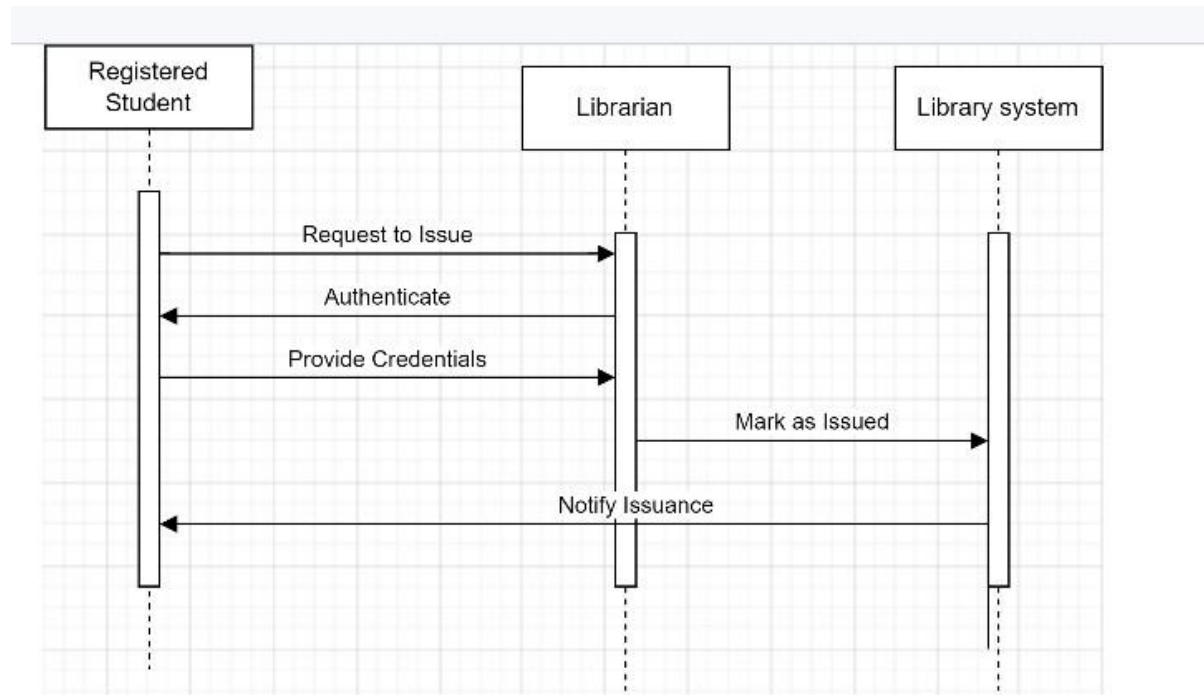 Registered
Student
Librarian
Library system
Request to Issue
Authenticate
Provide Credentials
Mark as Issued
Notify Issuance